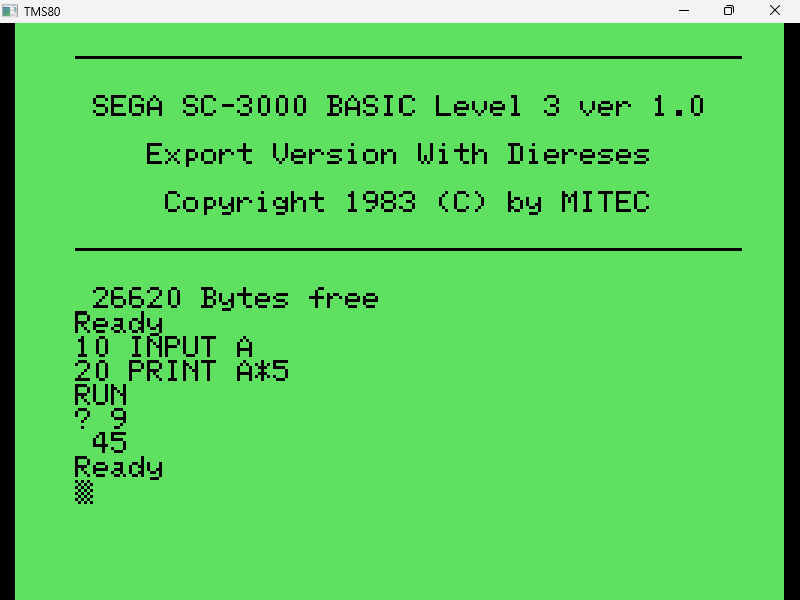 TMS80
SEGA SC-3000 BASIC Level 3 ver 1.0
Export Version With Diereses
Copyright 1983 (C) by MITEC
26620 Bytes free
Ready
10 INPUT A
20 PRINT A*5
RUN
? 9
45
Ready